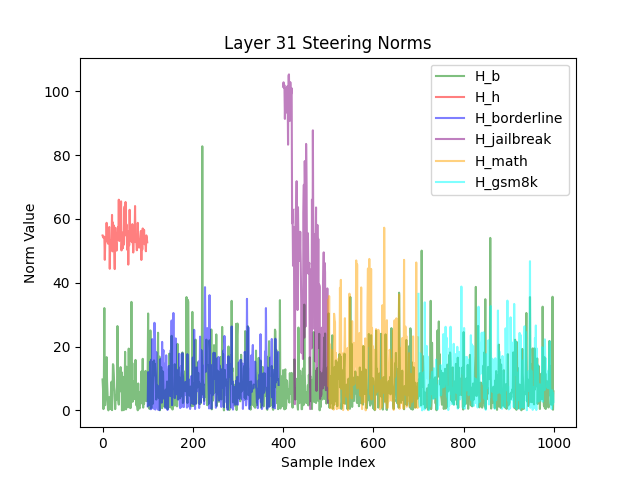 Layer 31 Steering Norms
Norm Value
100
80
60
40
20
0
0
200
400
600
800
1000
Sample Index
H_b
H_h
H_borderline
H_jailbreak
H_math
H_gsm8k